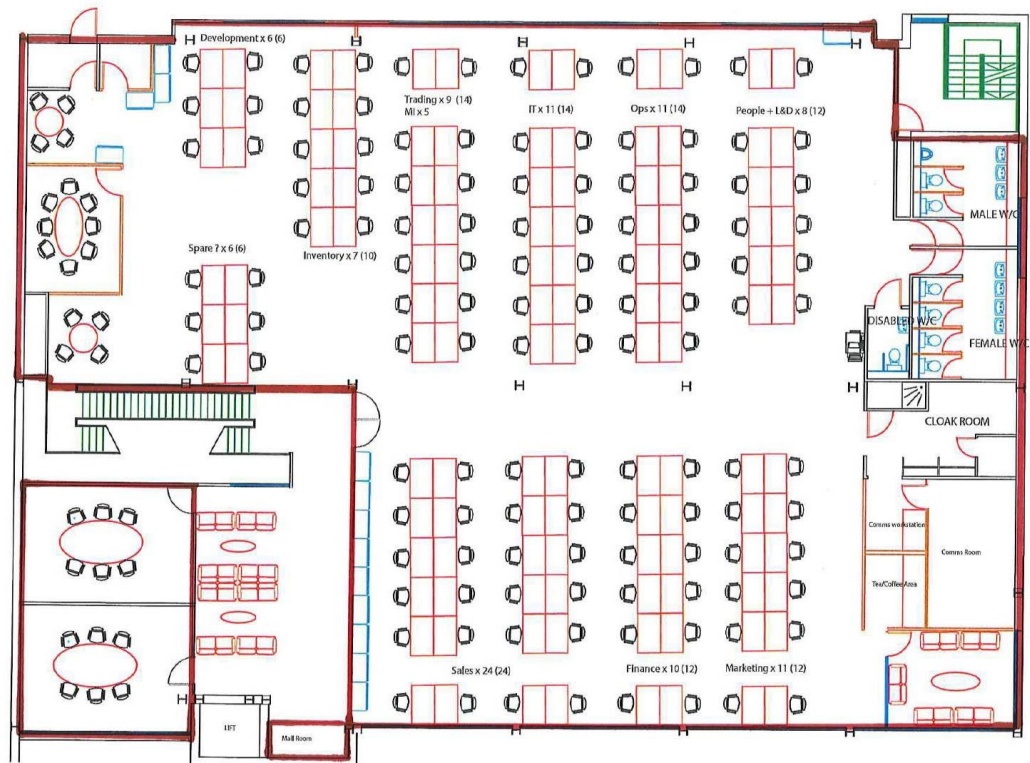 Development x 6 (6)
Trading x 9 (14)
MI x 5
IT x 11 (14)
Ops x 11 (14)
People + L&D x 8 (12)
MALE W/C
Spare ? x 6 (6)
Inventory x 7 (10)
DISABLED W/C
FEMALE W/C
CLOAK ROOM
Comms workstation
Comms Room
Tea/Coffee Area
Sales x 24 (24)
Finance x 10 (12)
Marketing x 11 (12)
LIFT
Mail Room